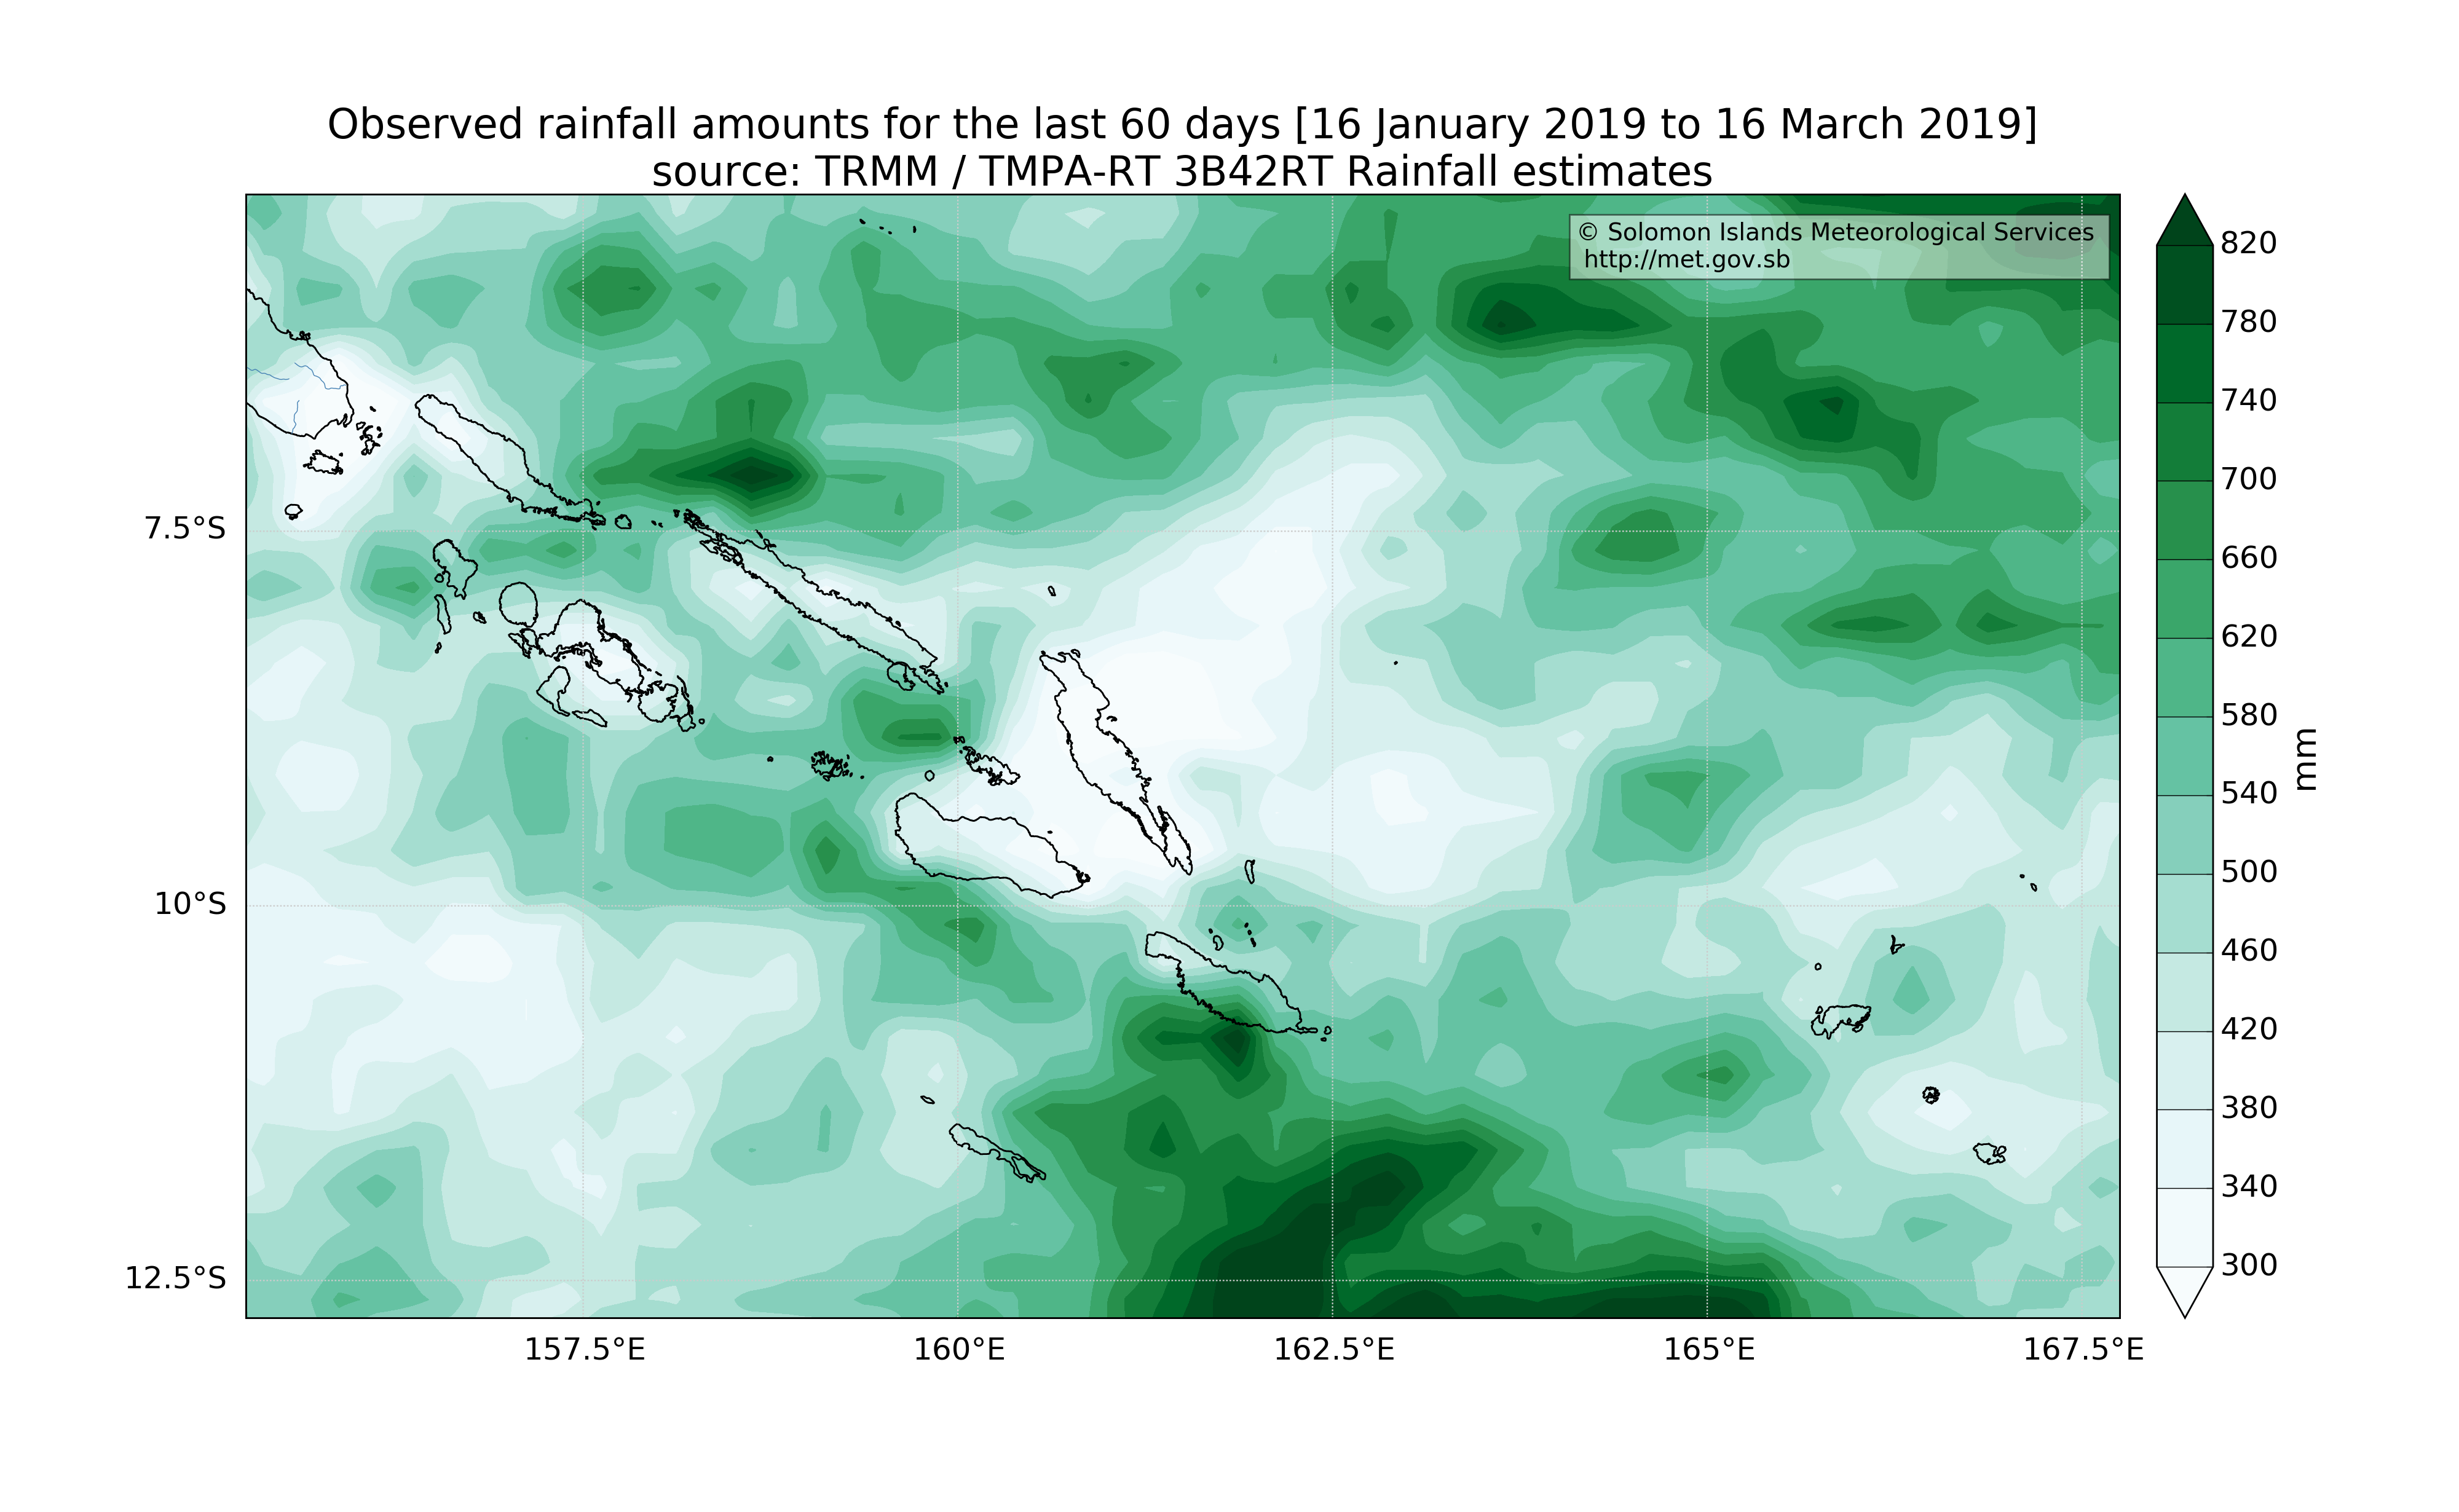 Observed rainfall amounts for the last 60 days [16 January 2019 to 16 March 2019]
source: TRMM / TMPA-RT 3B42RT Rainfall estimates
© Solomon Islands Meteorological Services
http://met.gov.sb
7.5°S
10°S
12.5°S
157.5°E
160°E
162.5°E
165°E
167.5°E
820
780
740
700
660
620
580
540
500
460
420
380
340
300
mm